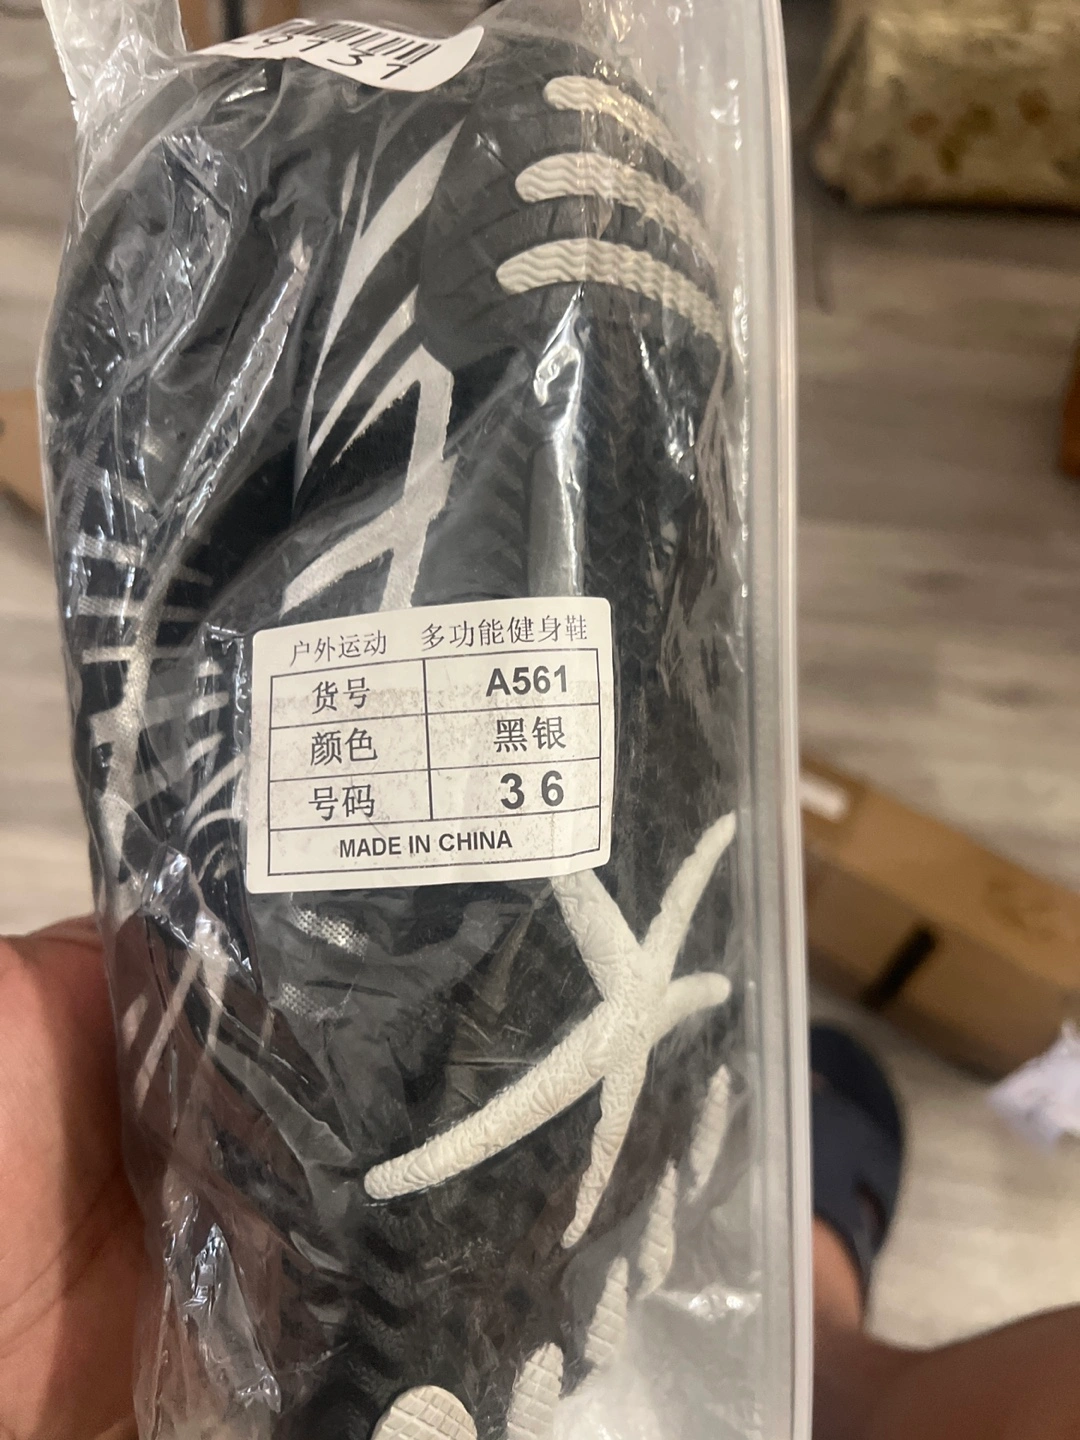 户外运动 多功能健身鞋
货号 A561
颜色 黑银
号码 36
MADE IN CHINA